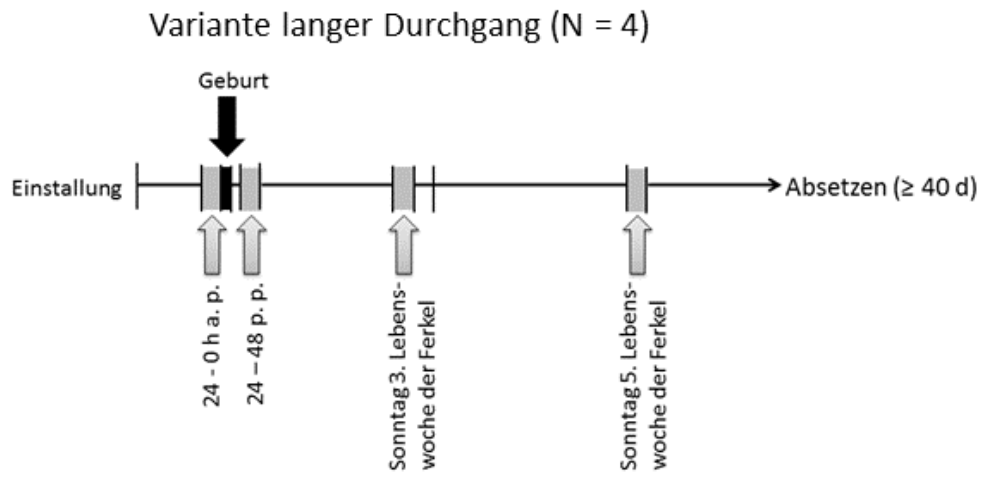 Variante langer Durchgang (N = 4)
Geburt
Einstallung
Absetzen (≥ 40 d)
24 - 0 h a. p.
24 – 48 p. p.
Sonntag 3. Lebens-
woche der Ferkel
Sonntag 5. Lebens-
woche der Ferkel